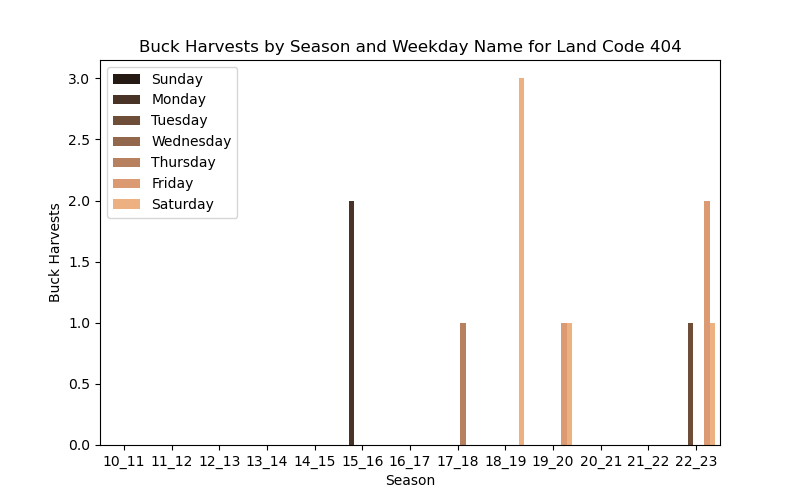 Buck Harvests by Season and Weekday Name for Land Code 404
Sunday
Monday
Tuesday
Wednesday
Thursday
Friday
Saturday
3.0
2.5
2.0
1.5
1.0
0.5
0.0
Buck Harvests
10_11 11_12 12_13 13_14 14_15 15_16 16_17 17_18 18_19 19_20 20_21 21_22 22_23
Season